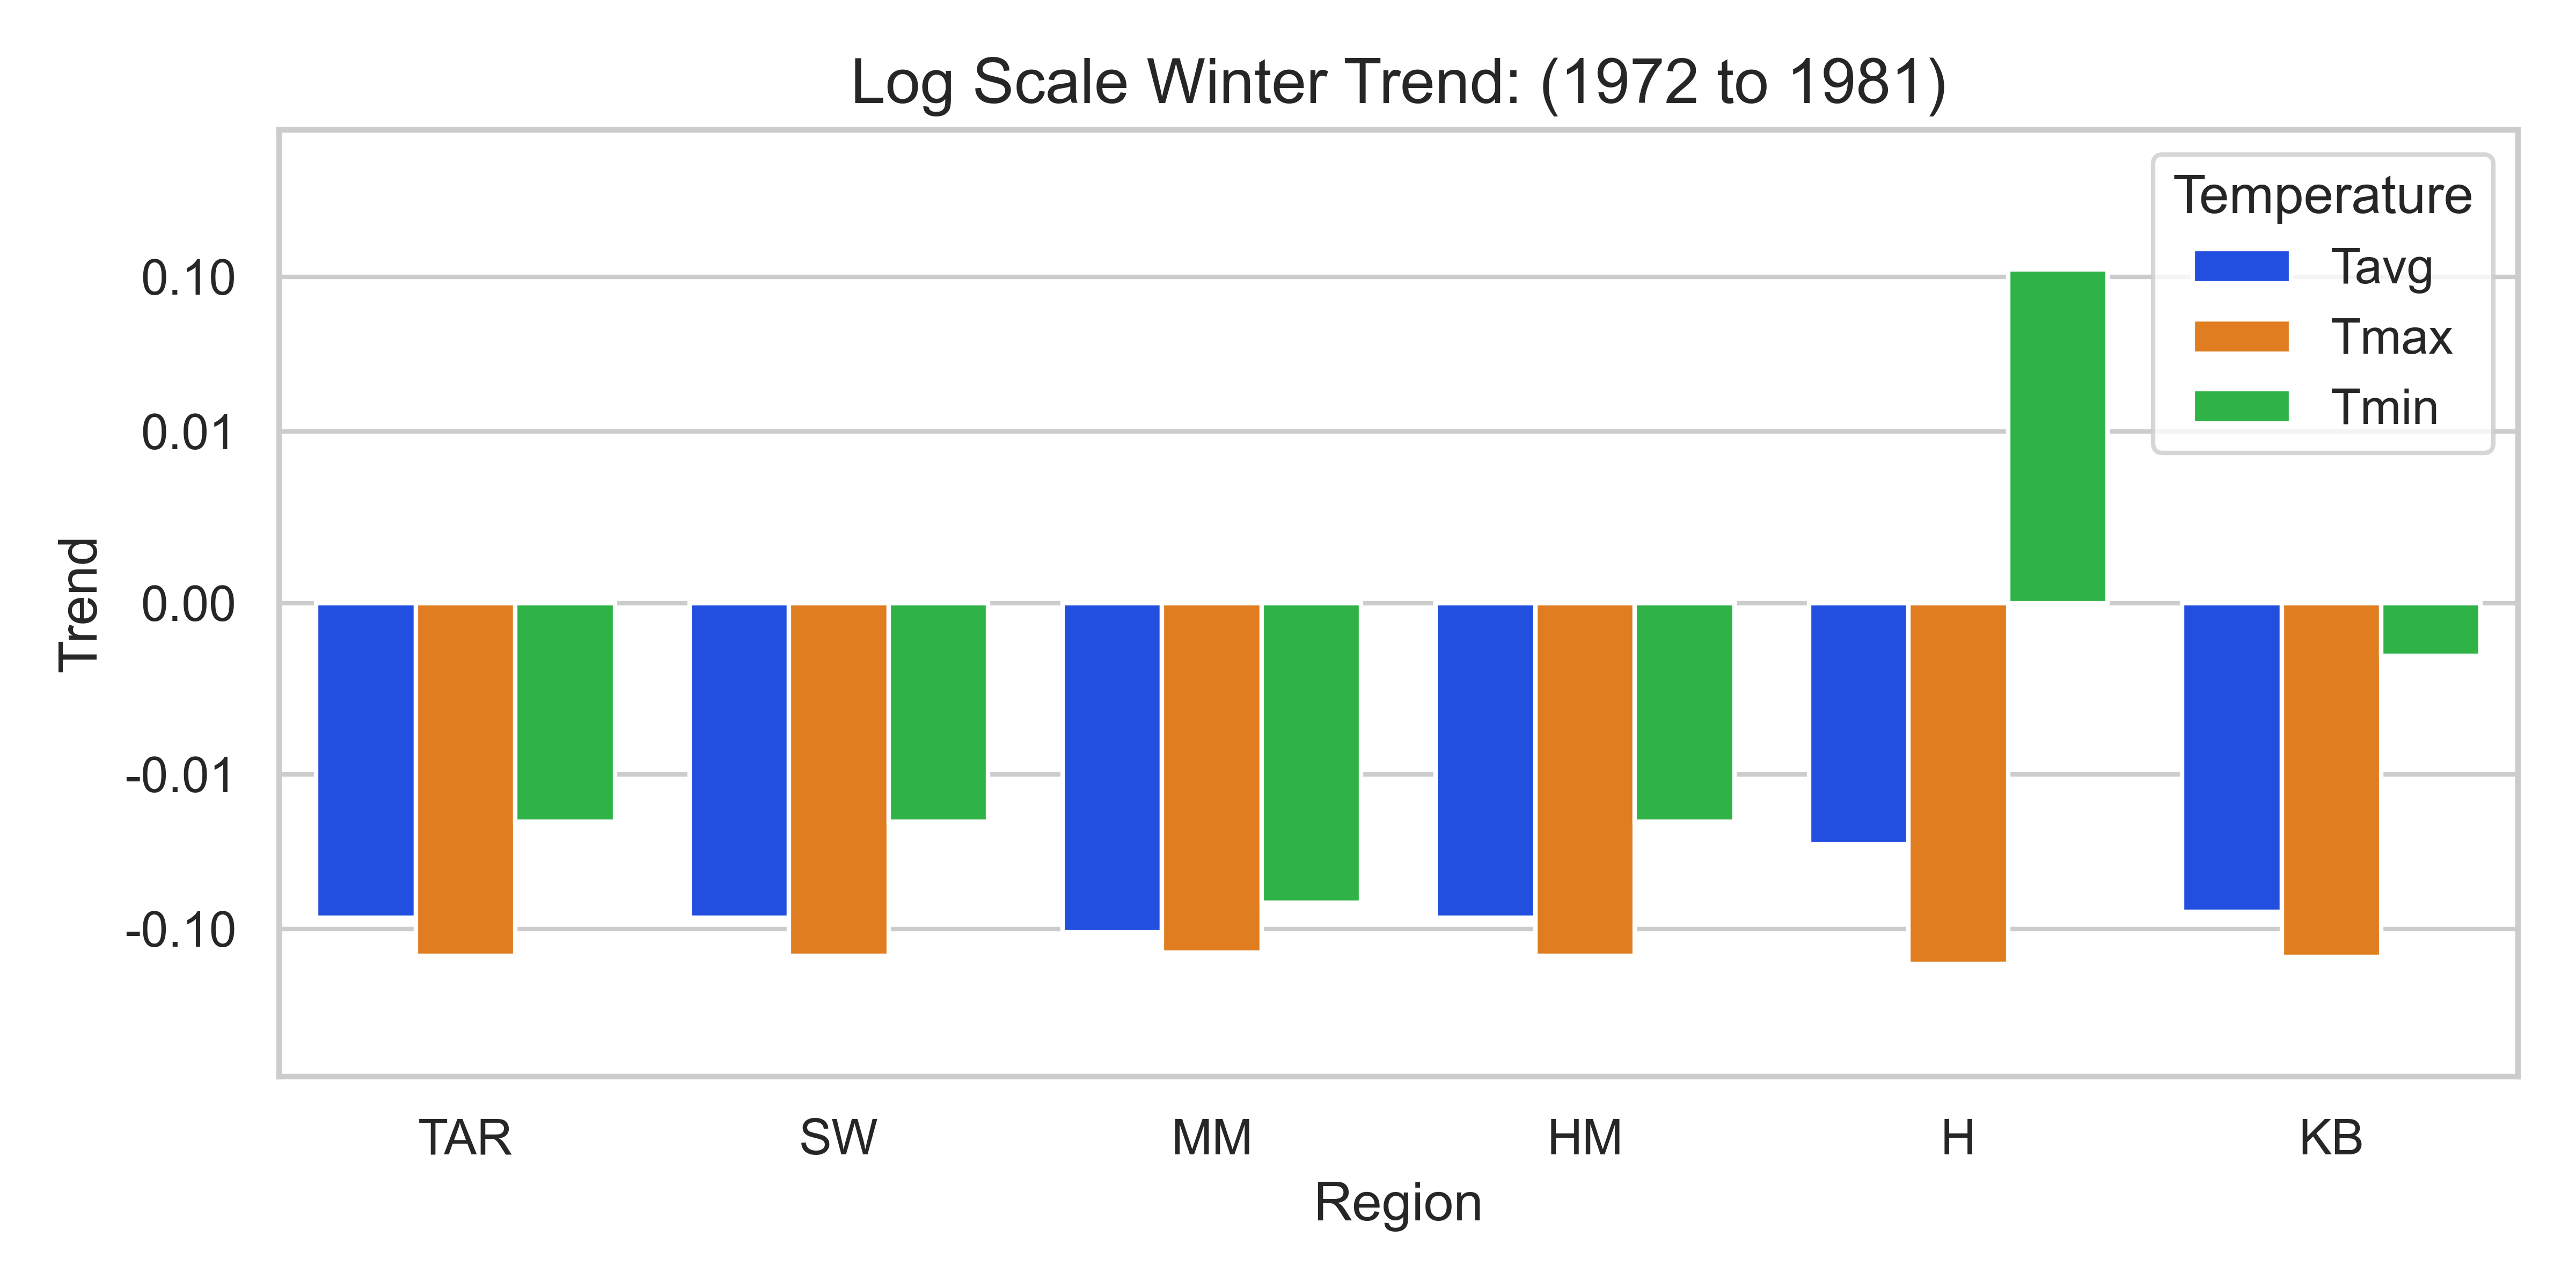 Log Scale Winter Trend: (1972 to 1981)
Temperature
Tavg
Tmax
Tmin
0.10
0.01
0.00
-0.01
-0.10
Trend
TAR SW MM HM H KB
Region